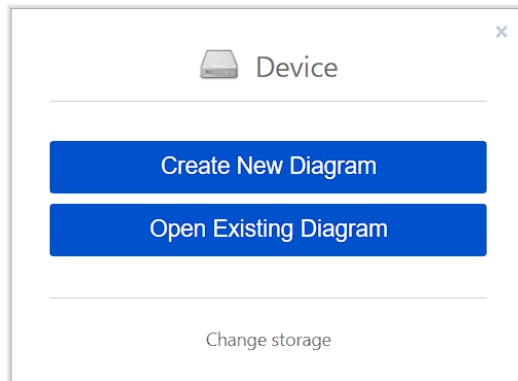 Device
Create New Diagram
Open Existing Diagram
Change storage